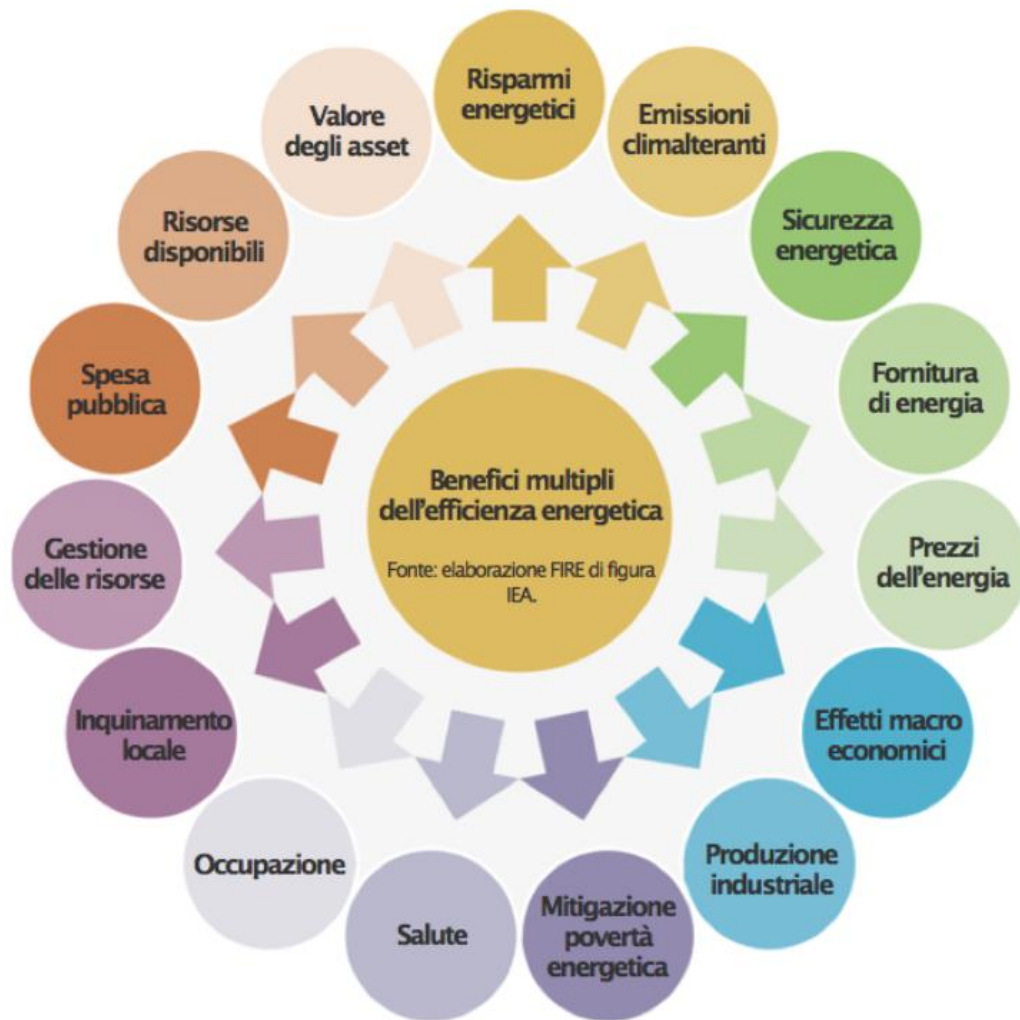 Risparmi
energetici
Emissioni
climalteranti
Sicurezza
energetica
Fornitura
di energia
Prezzi
dell'energia
Effetti macro
economici
Produzione
industriale
Mitigazione
povertà
energetica
Salute
Occupazione
Inquinamento
locale
Gestione
delle risorse
Spesa
pubblica
Risorse
disponibili
Valore
degli asset
Benefici multipli
dell'efficienza energetica
Fonte: elaborazione FIRE di figura
IEA.